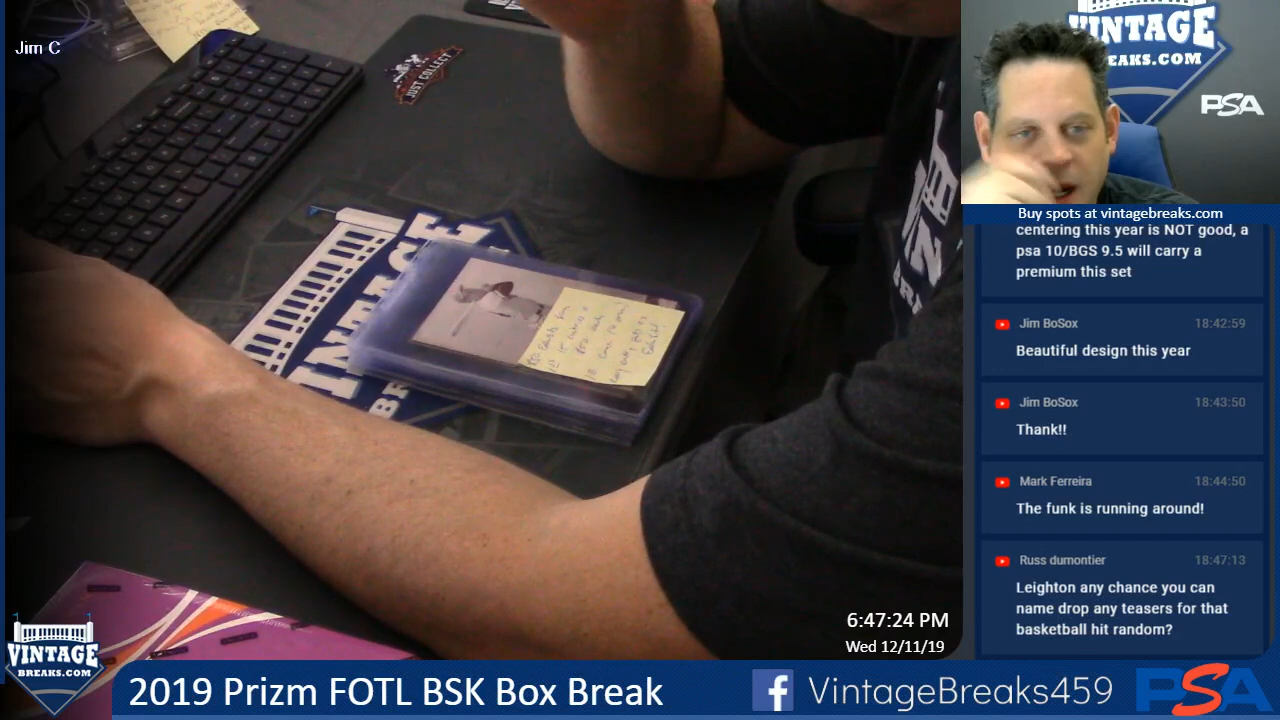 Jim C
JUST COLLECT
VINTAGE
BREAKS.COM
PSA
Buy spots at vintagebreaks.com
centering this year is NOT good, a
psa 10/BGS 9.5 will carry a
premium this set
Jim BoSox 18:42:59
Beautiful design this year
Jim BoSox 18:43:50
Thank!!
Mark Ferreira 18:44:50
The funk is running around!
Russ dumontier 18:47:13
Leighton any chance you can
name drop any teasers for that
basketball hit random?
6:47:24 PM
Wed 12/11/19
VINTAGE
BREAKS.COM
2019 Prizm FOTL BSK Box Break
f VintageBreaks459
PSA